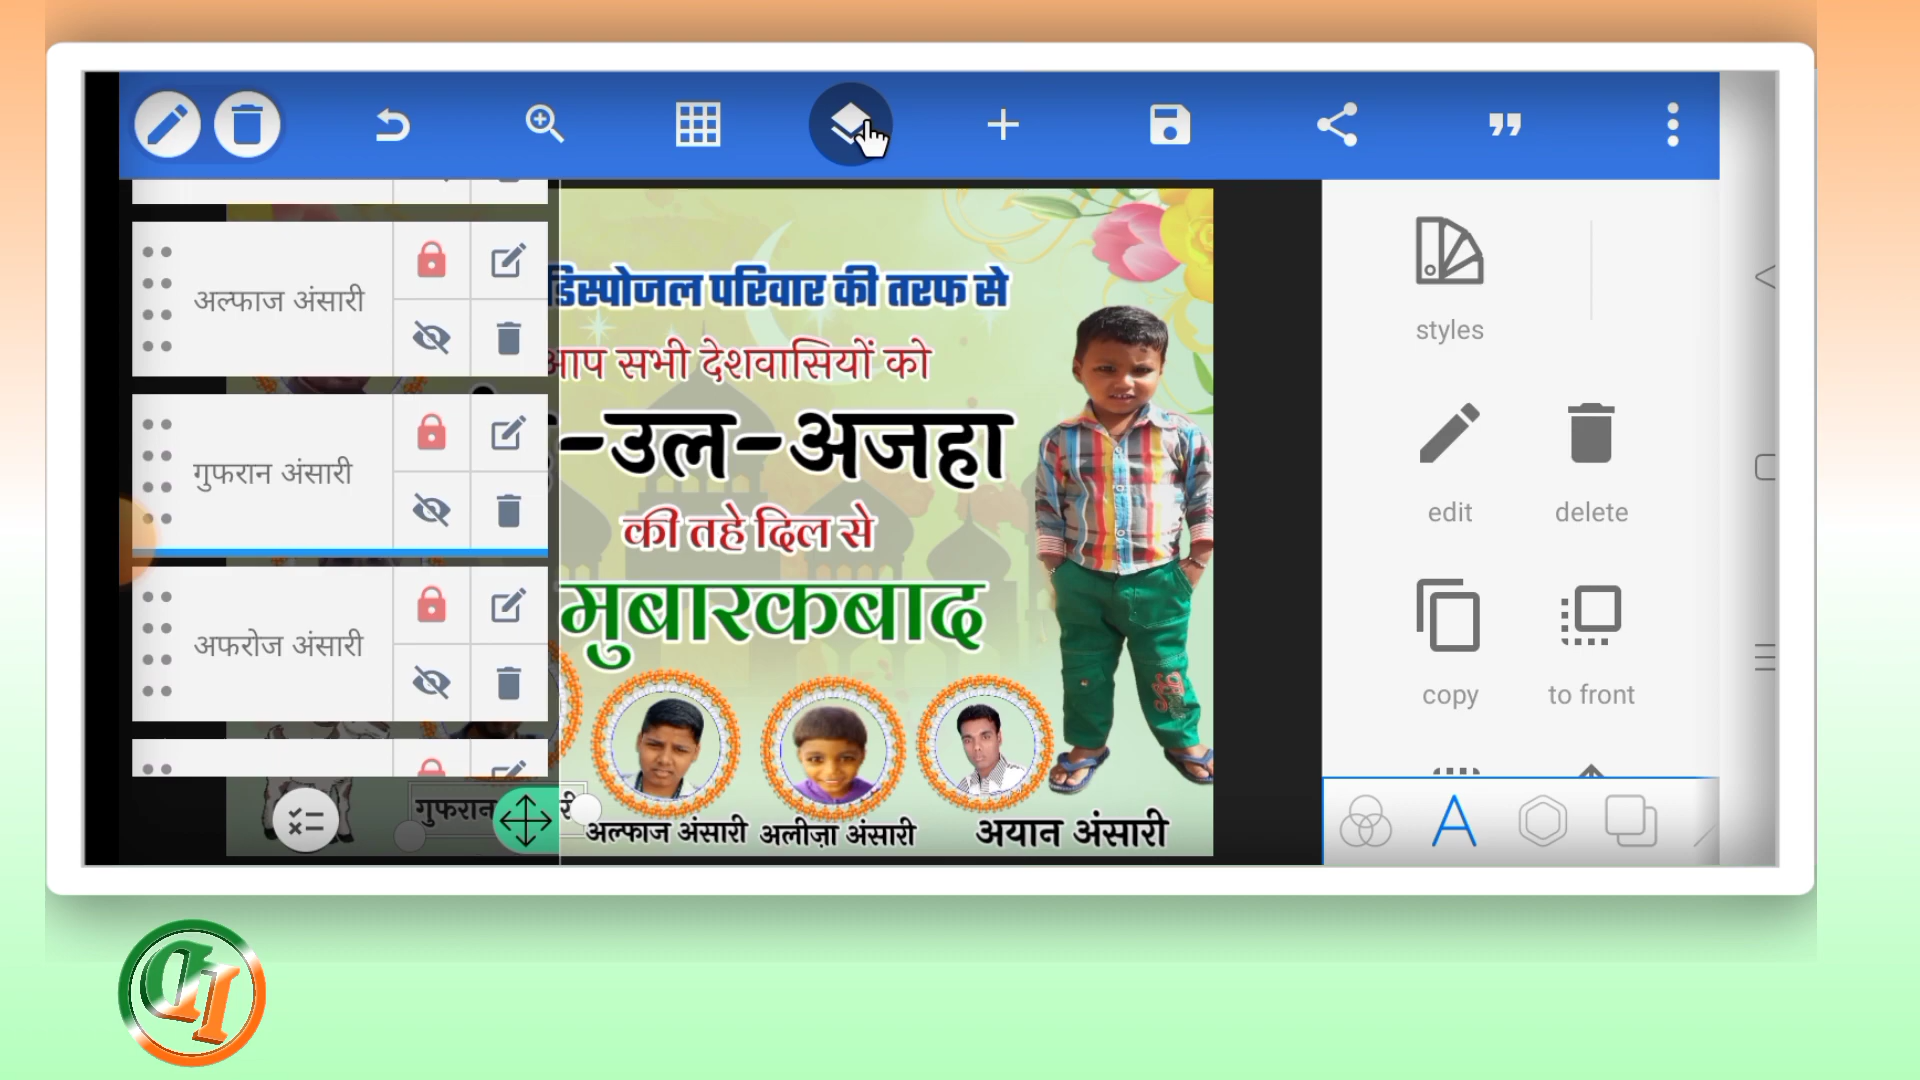 अल्फाज अंसारी
गुफरान अंसारी
अफरोज अंसारी
डिस्पोजल परिवार की तरफ से
आप सभी देशवासियों को
-उल-अजहा
की तहे दिल से
मुबारकबाद
गुफरान
री
अल्फाज अंसारी
अलीज़ा अंसारी
अयान अंसारी
styles
edit
delete
copy
to front